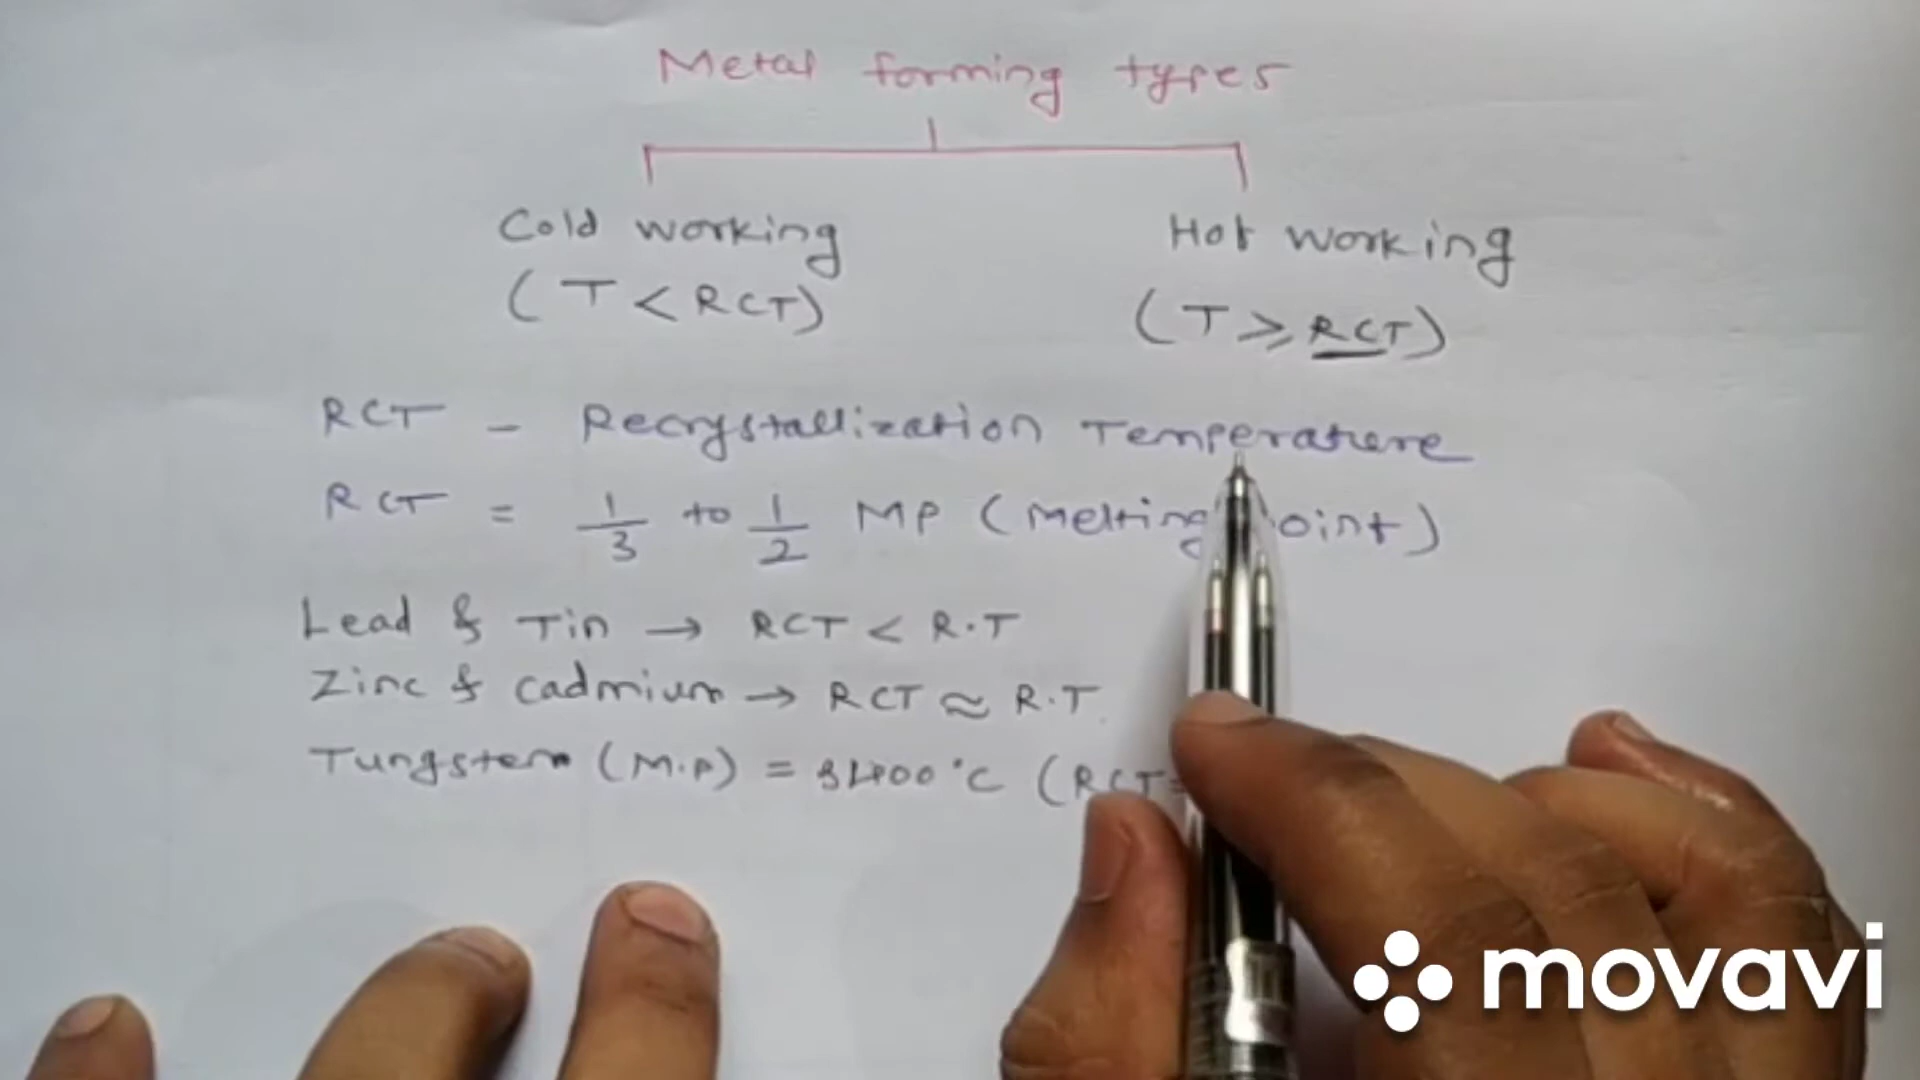 Metal forming types
Cold working
Hot working
(T < RCT)
(T ≥ RCT)
RCT - Recrystallization Temperature
RCT = 1/3 to 1/2 MP (Melting oint)
Lead & Tin → RCT < R.T
Zinc & cadmium → RCT ≈ R.T.
Tungsten (M.P) = 3400°C (RCT=
movavi